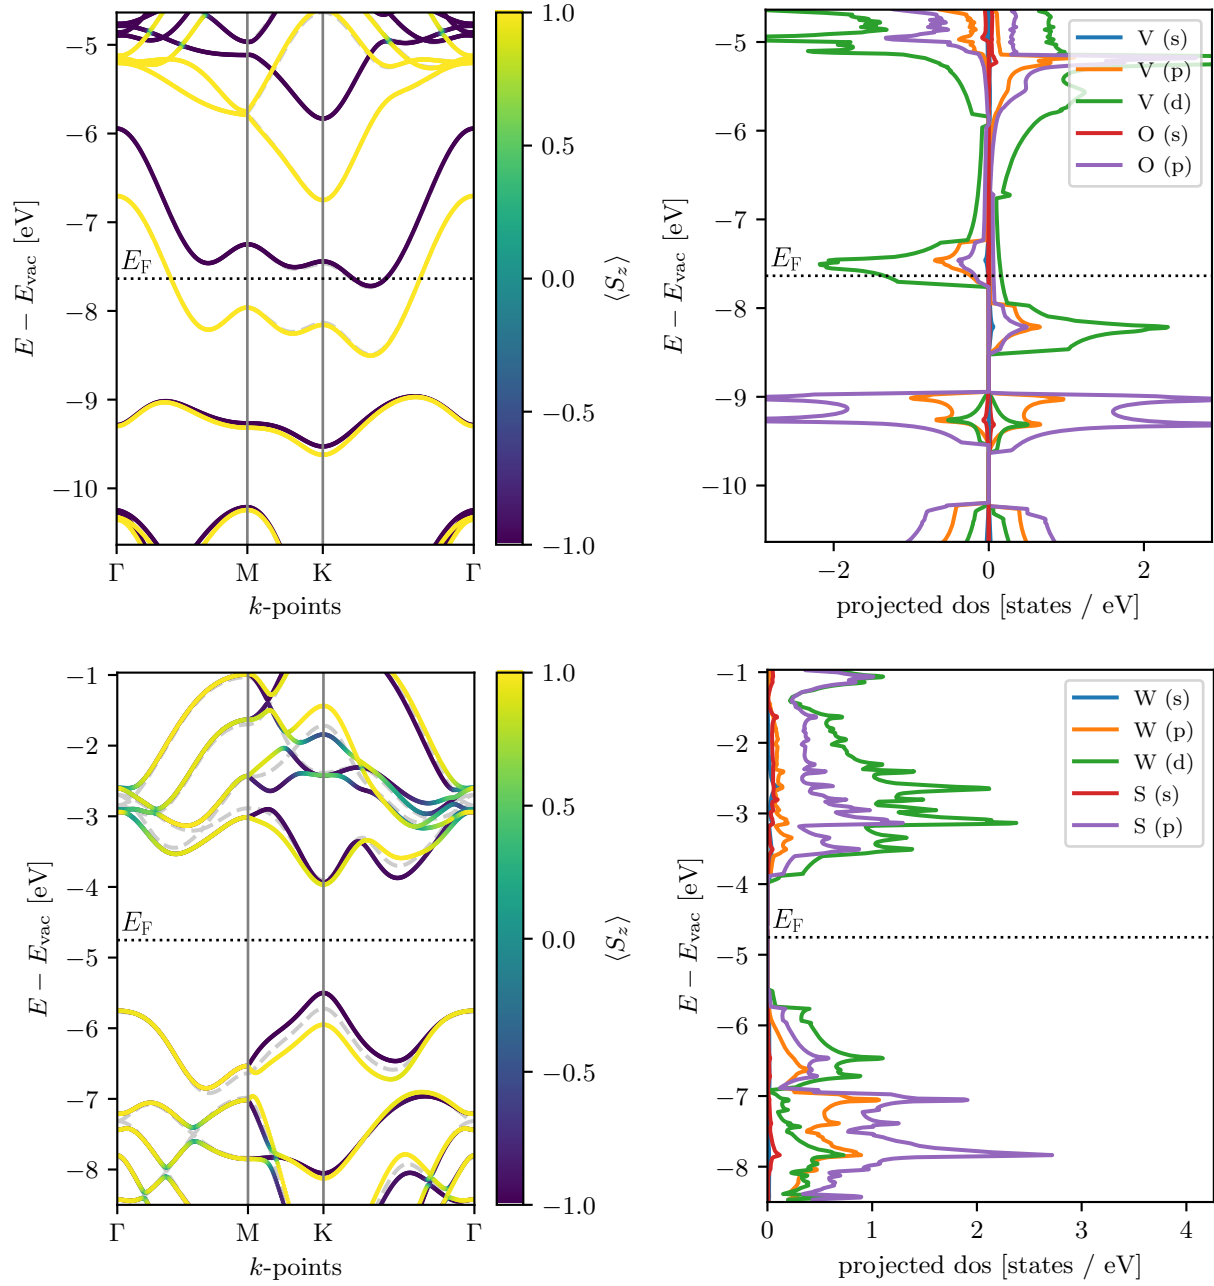 −5
−6
−7
−8
−9
−10
E − E_vac [eV]
E_F
Γ
M
K
Γ
k-points
1.0
0.5
0.0
−0.5
−1.0
⟨S_z⟩
−5
−6
−7
−8
−9
−10
E − E_vac [eV]
E_F
V (s)
V (p)
V (d)
O (s)
O (p)
−2
0
2
projected dos [states / eV]
−1
−2
−3
−4
−5
−6
−7
−8
E − E_vac [eV]
E_F
Γ
M
K
Γ
k-points
1.0
0.5
0.0
−0.5
−1.0
⟨S_z⟩
−1
−2
−3
−4
−5
−6
−7
−8
E − E_vac [eV]
E_F
W (s)
W (p)
W (d)
S (s)
S (p)
0
1
2
3
4
projected dos [states / eV]